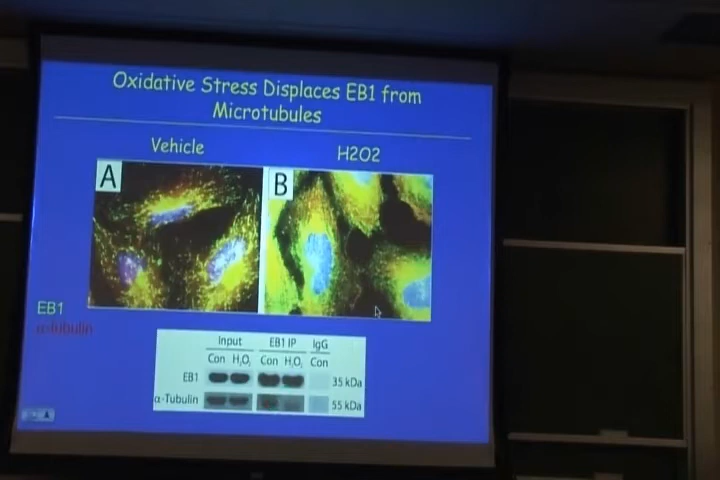 Oxidative Stress Displaces EB1 from
Microtubules
Vehicle
H2O2
A
B
EB1
α-tubulin
Input EB1 IP IgG
Con H₂O₂ Con H₂O₂ Con
EB1 35 kDa
α-Tubulin 55 kDa